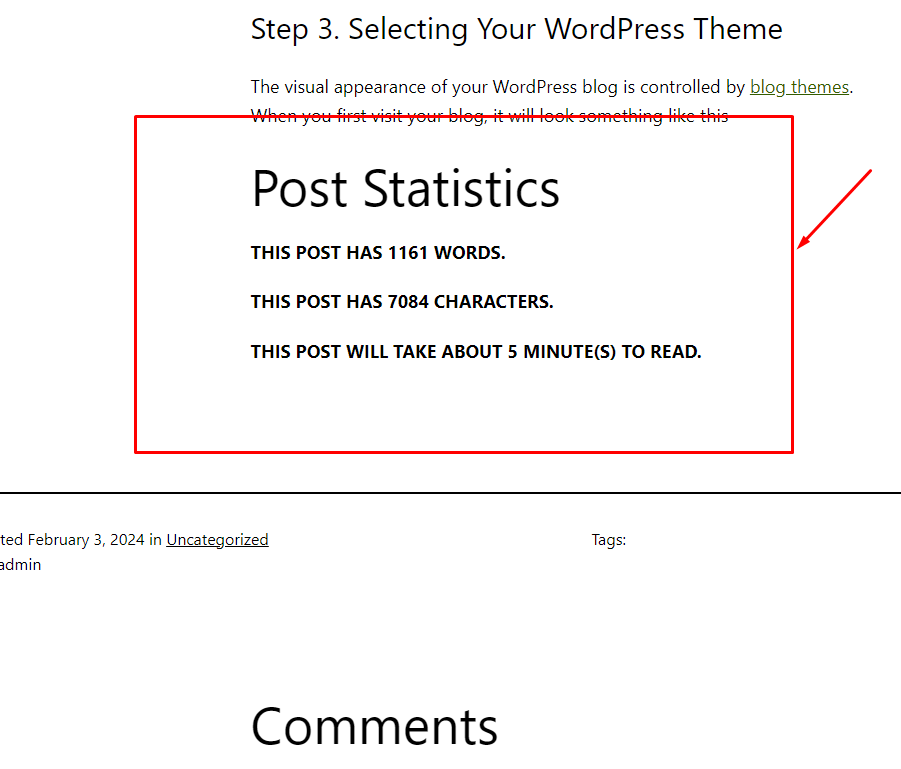 Step 3. Selecting Your WordPress Theme
The visual appearance of your WordPress blog is controlled by blog themes.
When you first visit your blog, it will look something like this
Post Statistics
THIS POST HAS 1161 WORDS.
THIS POST HAS 7084 CHARACTERS.
THIS POST WILL TAKE ABOUT 5 MINUTE(S) TO READ.
ted February 3, 2024 in Uncategorized
admin
Tags:
Comments